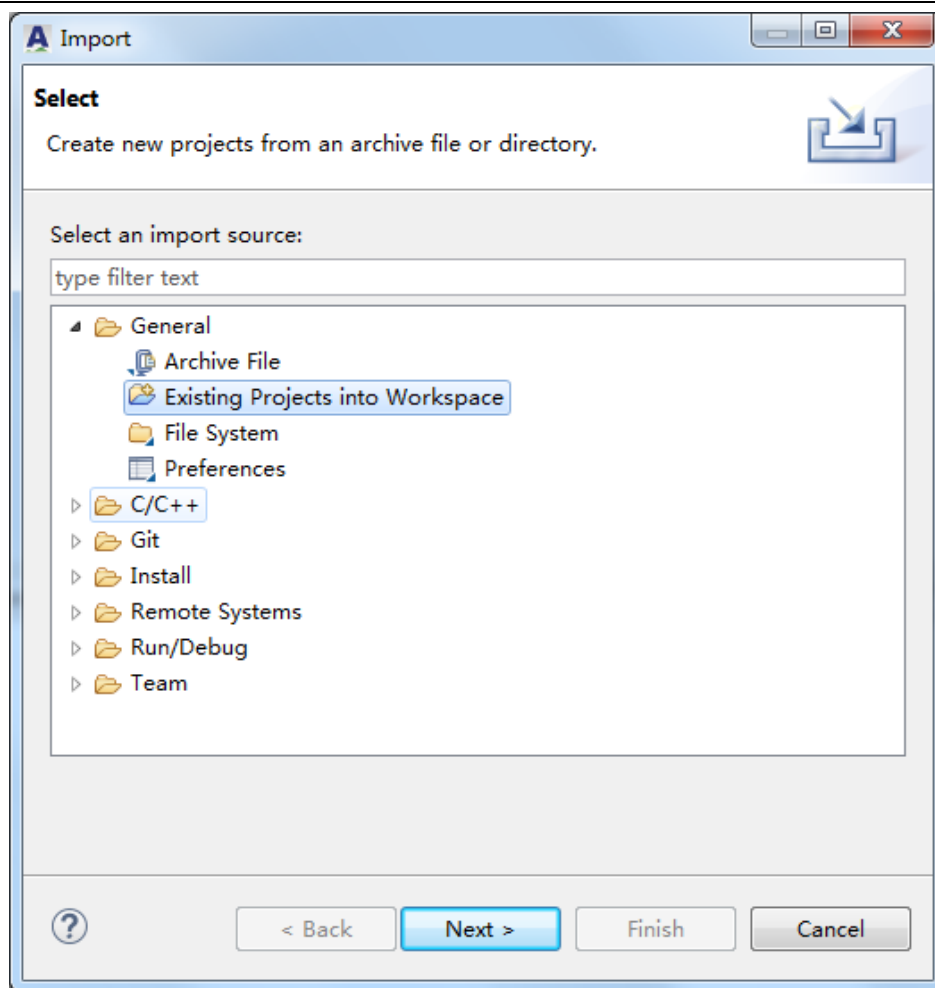 Import
Select
Create new projects from an archive file or directory.
Select an import source:
type filter text
General
Archive File
Existing Projects into Workspace
File System
Preferences
C/C++
Git
Install
Remote Systems
Run/Debug
Team
? < Back Next > Finish Cancel